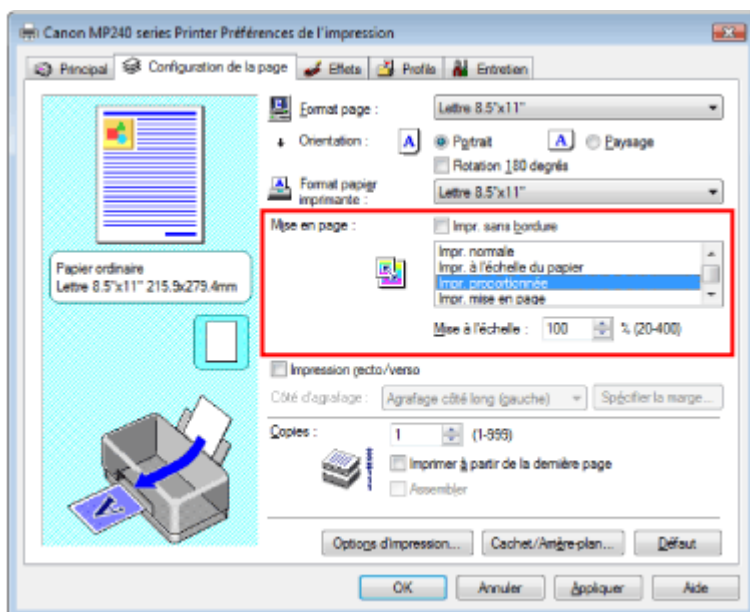 Canon MP240 series Printer Préférences de l'impression
Principal Configuration de la page Effets Profils Entretien
Format page : Lettre 8.5"x11"
Orientation : A Portrait A Paysage
Rotation 180 degrés
Format papier imprimante : Lettre 8.5"x11"
Mise en page : Impr. sans bordure
Impr. normale
Impr. à l'échelle du papier
Impr. proportionnée
Impr. mise en page
Mise à l'échelle : 100 % (20-400)
Papier ordinaire
Lettre 8.5"x11" 215.9x279.4mm
Impression recto/verso
Côté d'agrafage : Agrafage côté long (gauche) Spécifier la marge...
Copies : 1 (1-999)
Imprimer à partir de la dernière page
Assembler
Options d'impression... Cachet/Arrière-plan... Défaut
OK Annuler Appliquer Aide